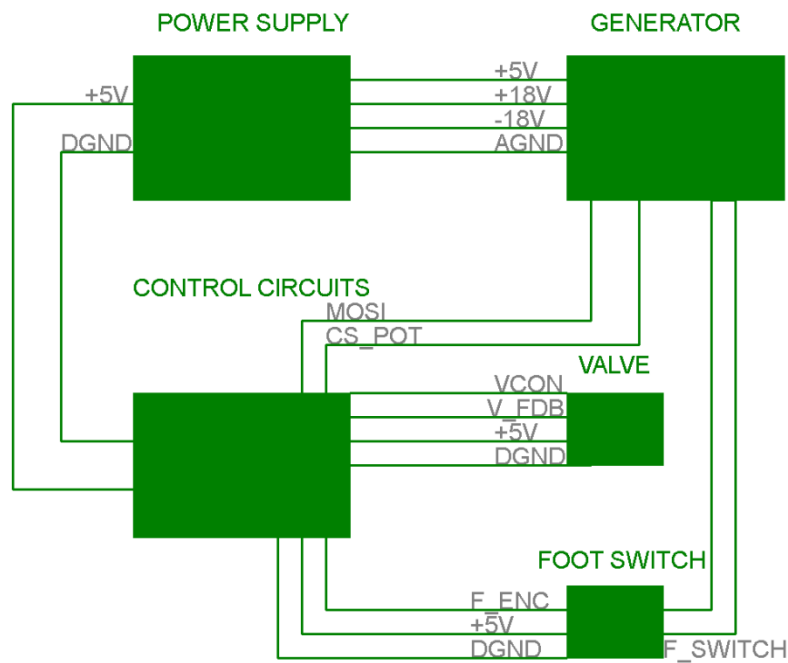 POWER SUPPLY
GENERATOR
+5V
+18V
-18V
AGND
+5V
DGND
CONTROL CIRCUITS
MOSI
CS_POT
VALVE
VCON
V_FDB
+5V
DGND
FOOT SWITCH
F_ENC
+5V
DGND
F_SWITCH